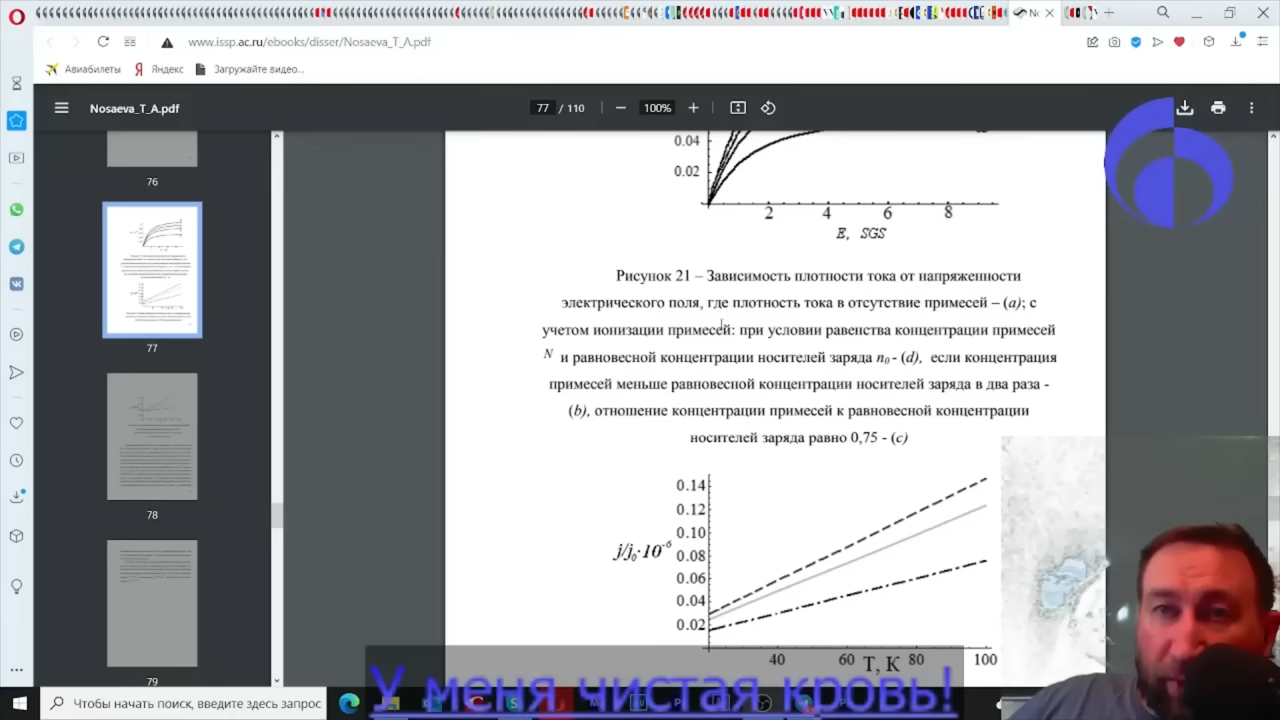 www.issp.ac.ru/ebooks/disser/Nosaeva_T_A.pdf
Авиабилеты
Яндекс
Загружайте видео...
Nosaeva_T_A.pdf
77 / 110
100%
76
77
78
79
0.04
0.02
2 4 6 8
E, SGS
Рисунок 21 – Зависимость плотности тока от напряженности
электрического поля, где плотность тока в отсутствие примесей – (a); с
учетом ионизации примесей: при условии равенства концентрации примесей
N и равновесной концентрации носителей заряда n₀ - (d), если концентрация
примесей меньше равновесной концентрации носителей заряда в два раза -
(b), отношение концентрации примесей к равновесной концентрации
носителей заряда равно 0,75 - (c)
0.14
0.12
0.10
j/j₀·10⁻⁶ 0.08
0.06
0.04
0.02
40 60 T, K 80 100
У меня чистая кровь!
Чтобы начать поиск, введите здесь запрос